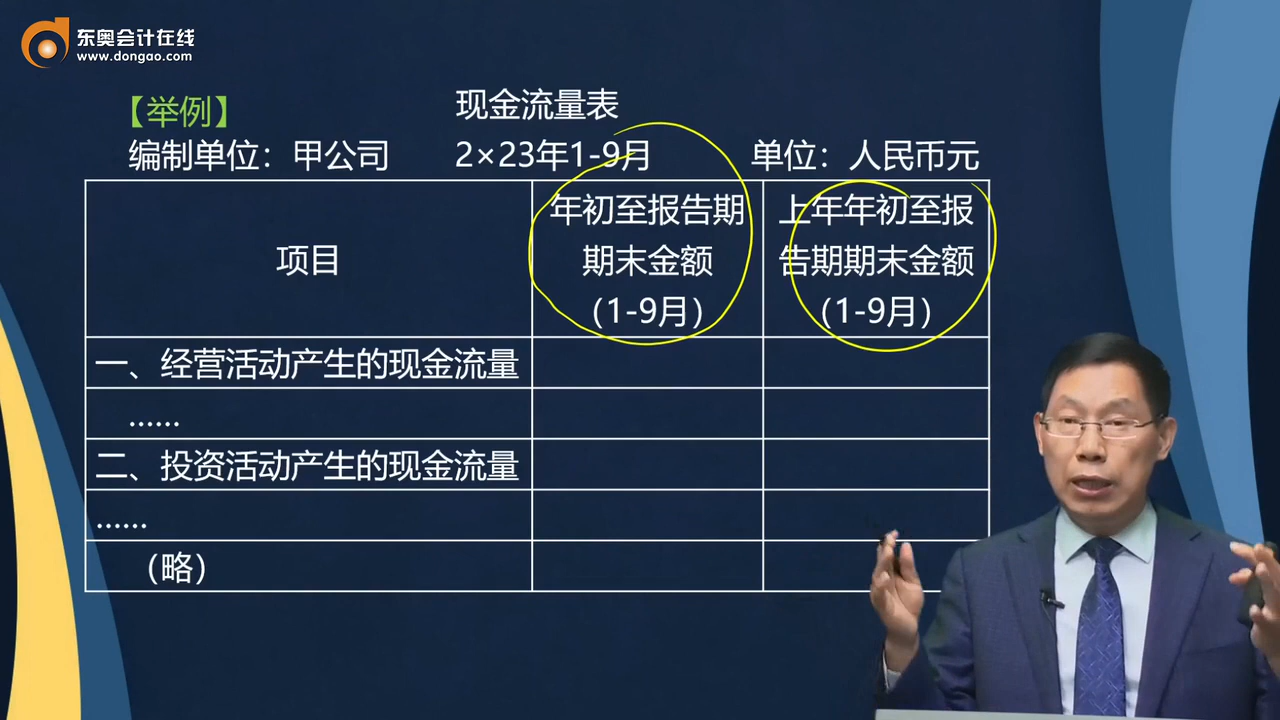 东奥会计在线
www.dongao.com
【举例】
现金流量表
编制单位：甲公司 2×23年1-9月 单位：人民币元
项目
年初至报告期
期末金额
（1-9月）
上年年初至报
告期期末金额
（1-9月）
一、经营活动产生的现金流量
......
二、投资活动产生的现金流量
......
（略）